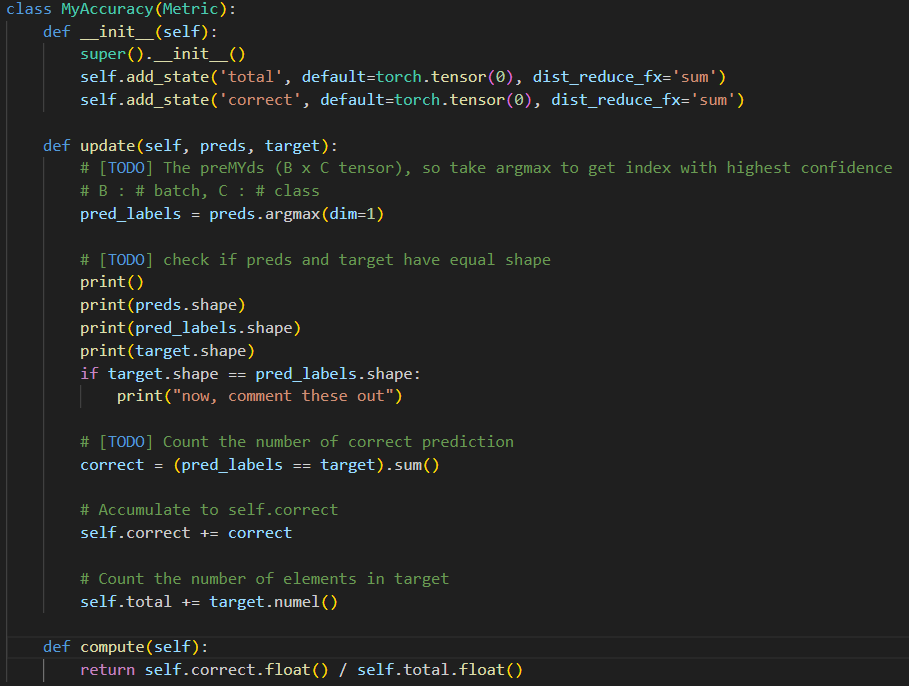 class MyAccuracy(Metric):
    def __init__(self):
        super().__init__()
        self.add_state('total', default=torch.tensor(0), dist_reduce_fx='sum')
        self.add_state('correct', default=torch.tensor(0), dist_reduce_fx='sum')

    def update(self, preds, target):
        # [TODO] The preMYds (B x C tensor), so take argmax to get index with highest confidence
        # B : # batch, C : # class
        pred_labels = preds.argmax(dim=1)

        # [TODO] check if preds and target have equal shape
        print()
        print(preds.shape)
        print(pred_labels.shape)
        print(target.shape)
        if target.shape == pred_labels.shape:
            print("now, comment these out")

        # [TODO] Count the number of correct prediction
        correct = (pred_labels == target).sum()

        # Accumulate to self.correct
        self.correct += correct

        # Count the number of elements in target
        self.total += target.numel()

    def compute(self):
        return self.correct.float() / self.total.float()